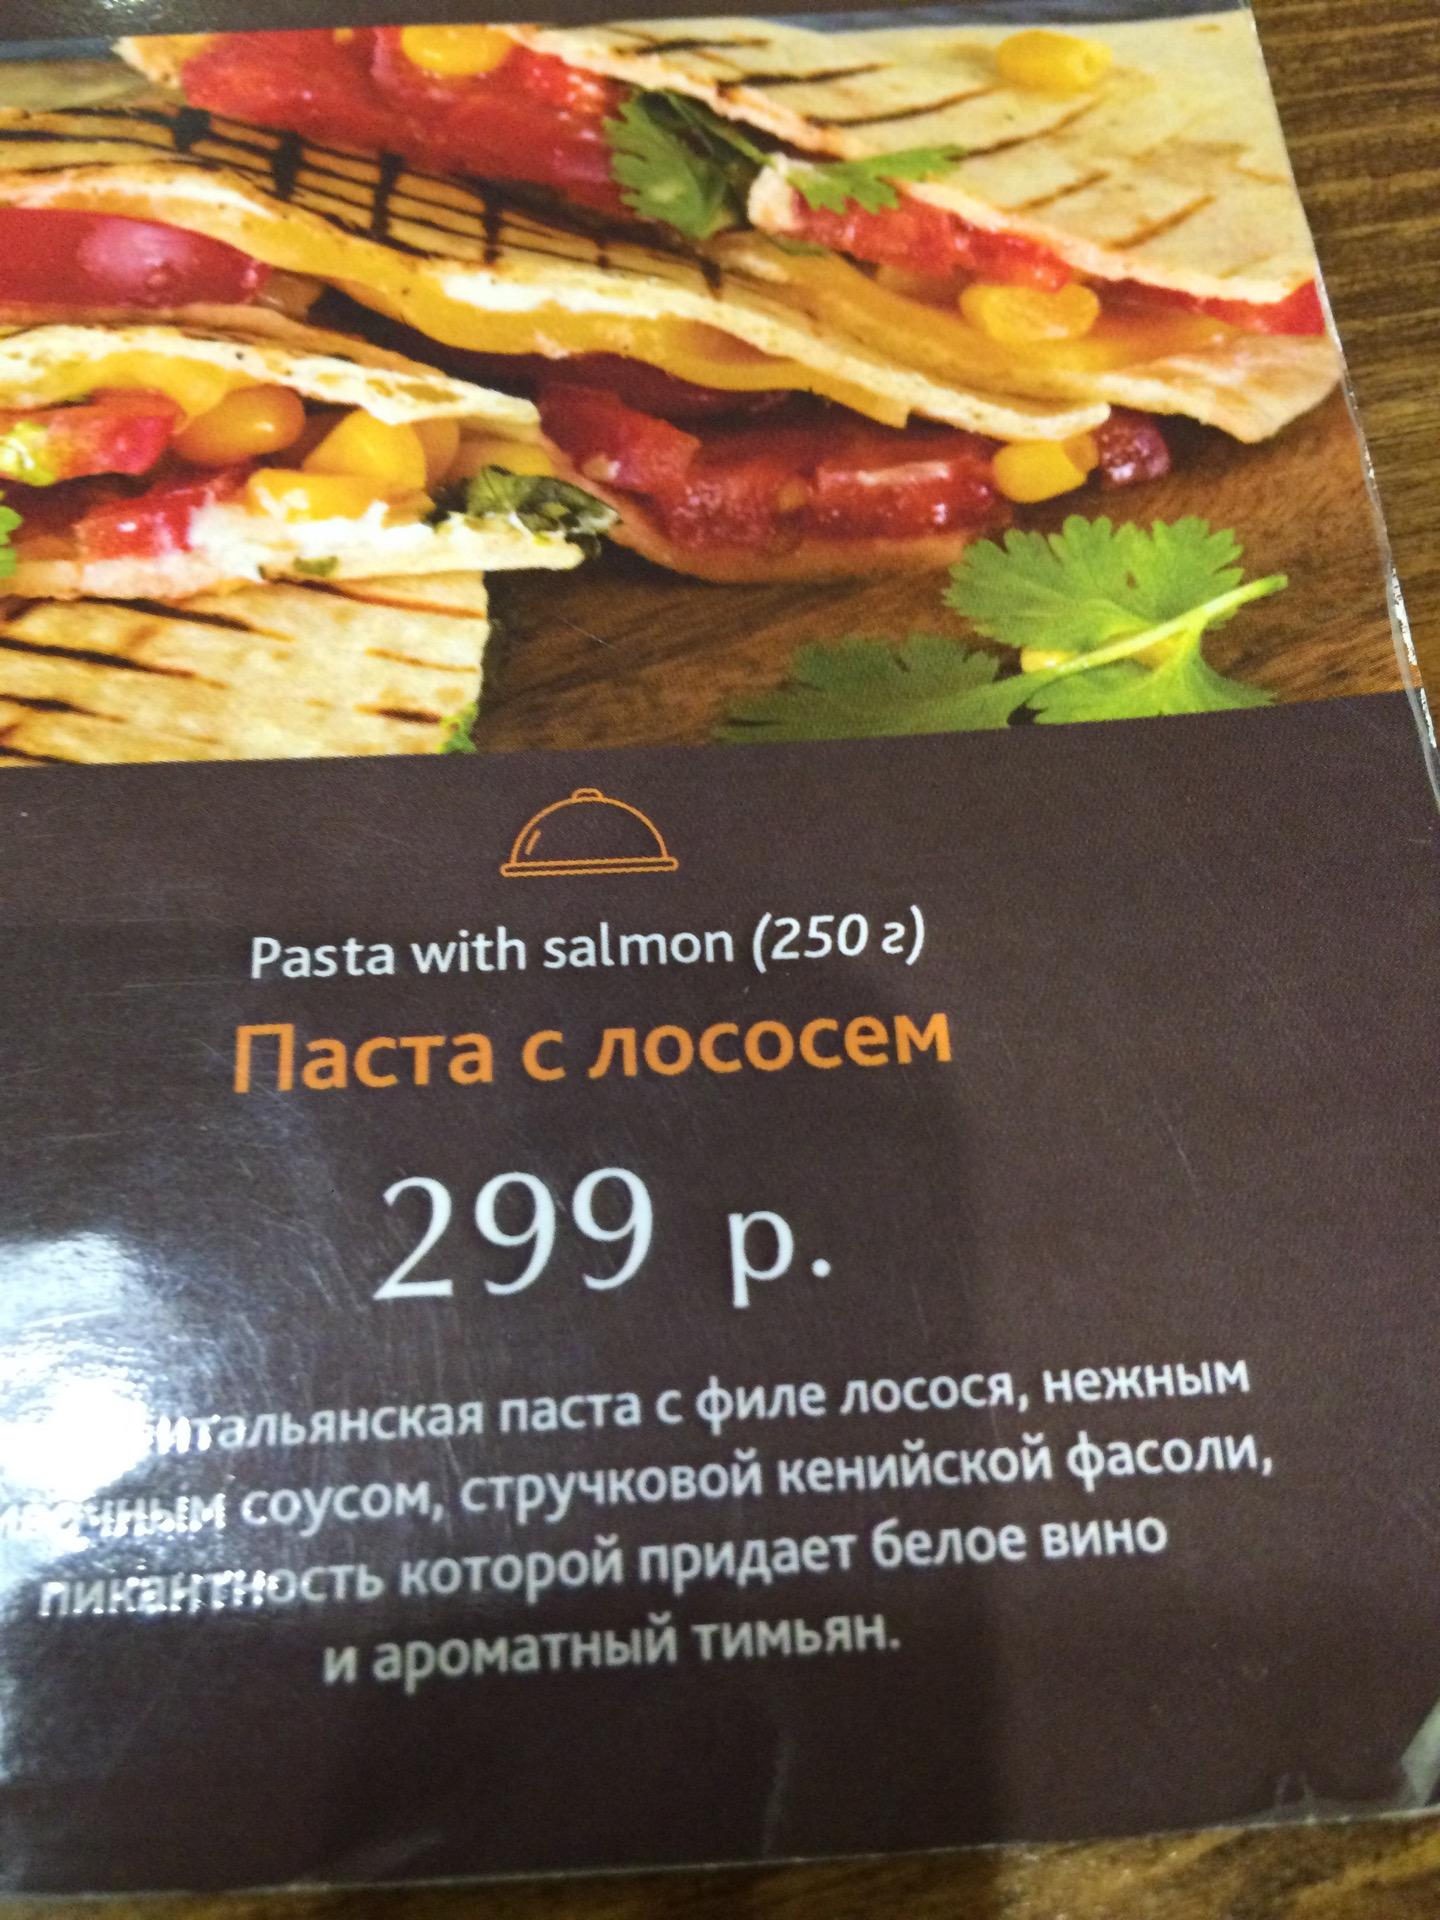 Pasta with salmon (250 г)
Паста с лососем
299 р.
итальянская паста с филе лосося, нежным
соусом, стручковой кенийской фасоли,
пикантность которой придает белое вино
и ароматный тимьян.